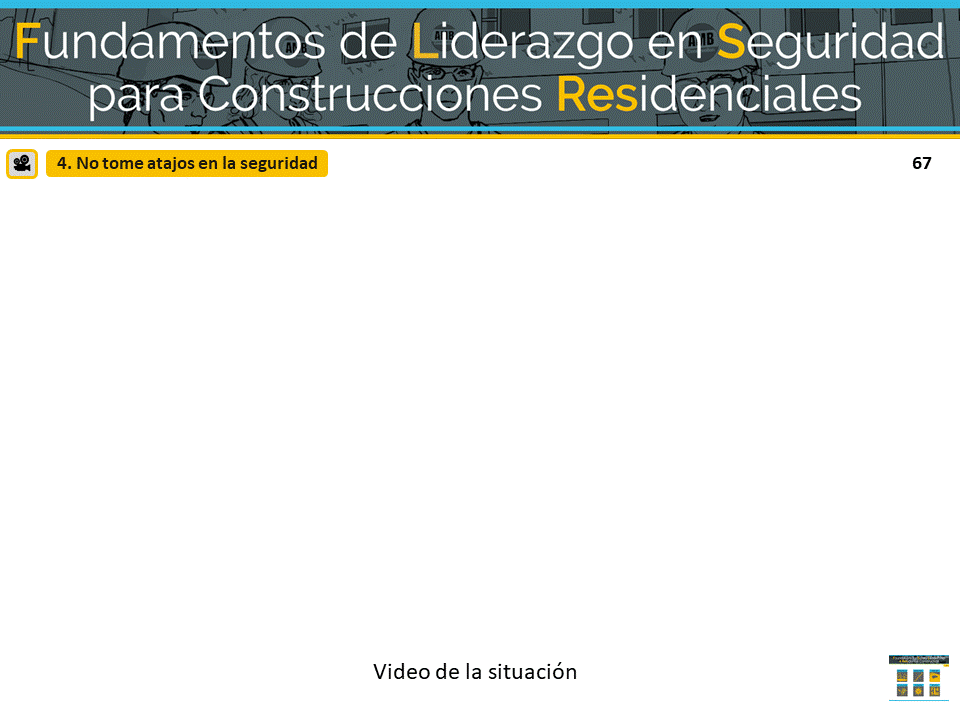 Fundamentos de Liderazgo en Seguridad
para Construcciones Residenciales
4. No tome atajos en la seguridad
67
Video de la situación